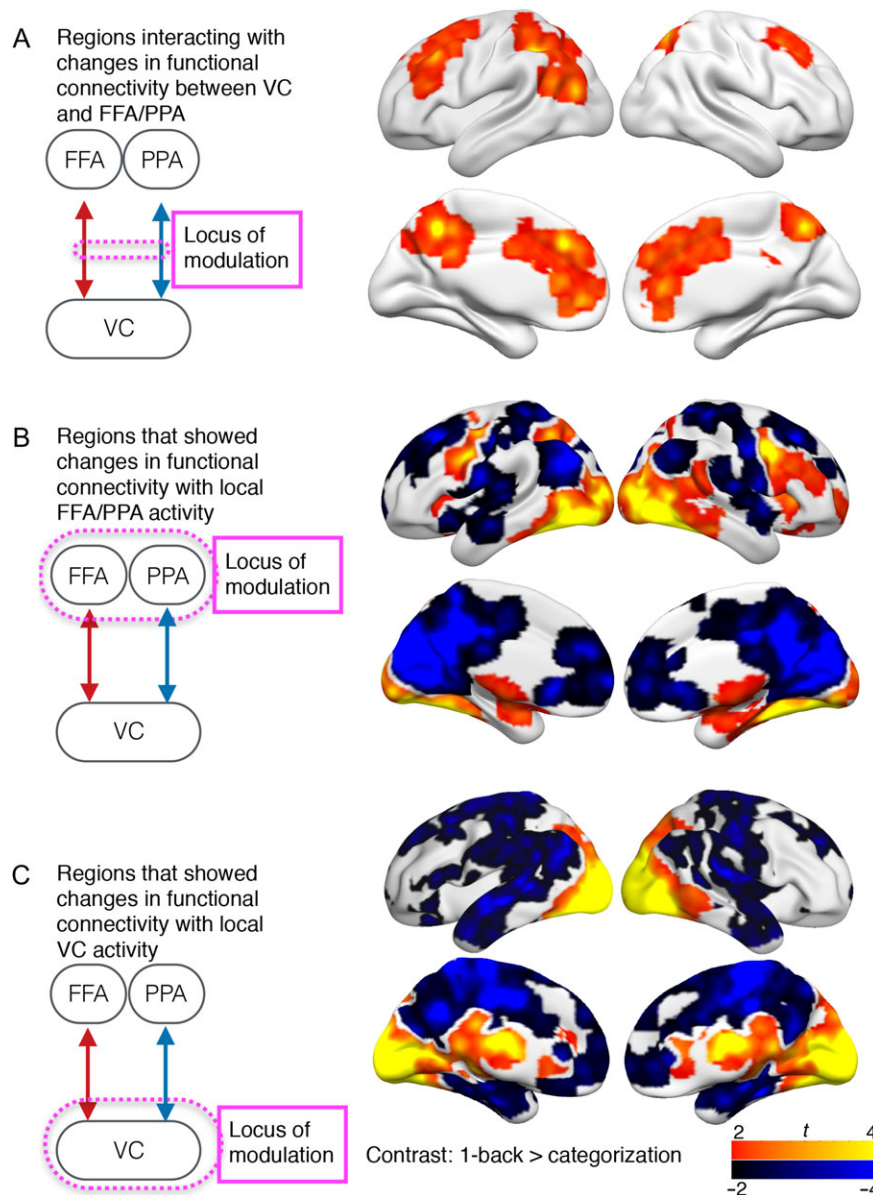 A
Regions interacting with
changes in functional
connectivity between VC
and FFA/PPA
FFA PPA
Locus of
modulation
VC
B
Regions that showed
changes in functional
connectivity with local
FFA/PPA activity
FFA PPA
Locus of
modulation
VC
C
Regions that showed
changes in functional
connectivity with local
VC activity
FFA PPA
VC
Locus of
modulation
Contrast: 1-back > categorization
2 t 4
−2 −4